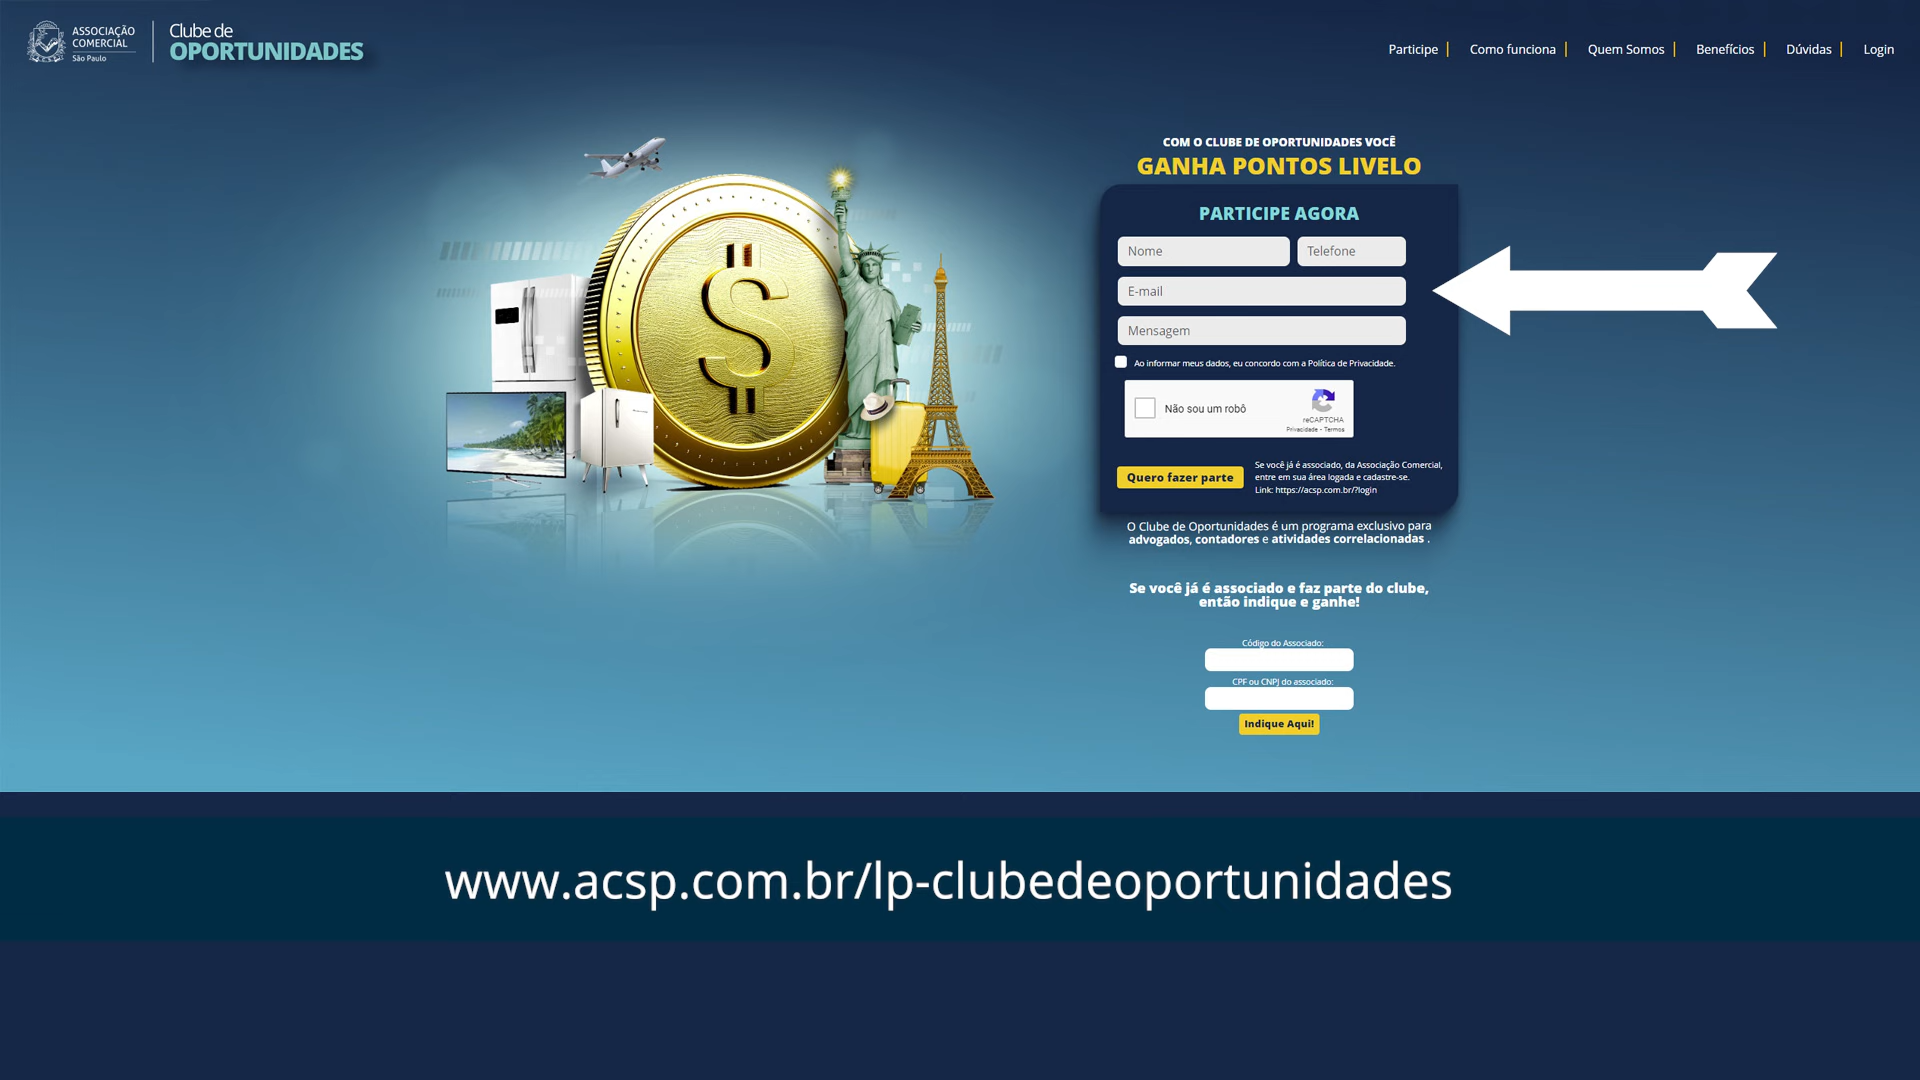 ASSOCIAÇÃO
COMERCIAL
São Paulo
Clube de
OPORTUNIDADES
Participe
Como funciona
Quem Somos
Benefícios
Dúvidas
Login
COM O CLUBE DE OPORTUNIDADES VOCÊ
GANHA PONTOS LIVELO
PARTICIPE AGORA
Nome
Telefone
E-mail
Mensagem
Ao informar meus dados, eu concordo com a Política de Privacidade.
Não sou um robô
reCAPTCHA
Privacidade - Termos
Quero fazer parte
Se você já é associado, da Associação Comercial,
entre em sua área logada e cadastre-se.
Link: https://acsp.com.br/?login
O Clube de Oportunidades é um programa exclusivo para
advogados, contadores e atividades correlacionadas .
Se você já é associado e faz parte do clube,
então indique e ganhe!
Código do Associado:
CPF ou CNPJ do associado:
Indique Aqui!
www.acsp.com.br/lp-clubedeoportunidades